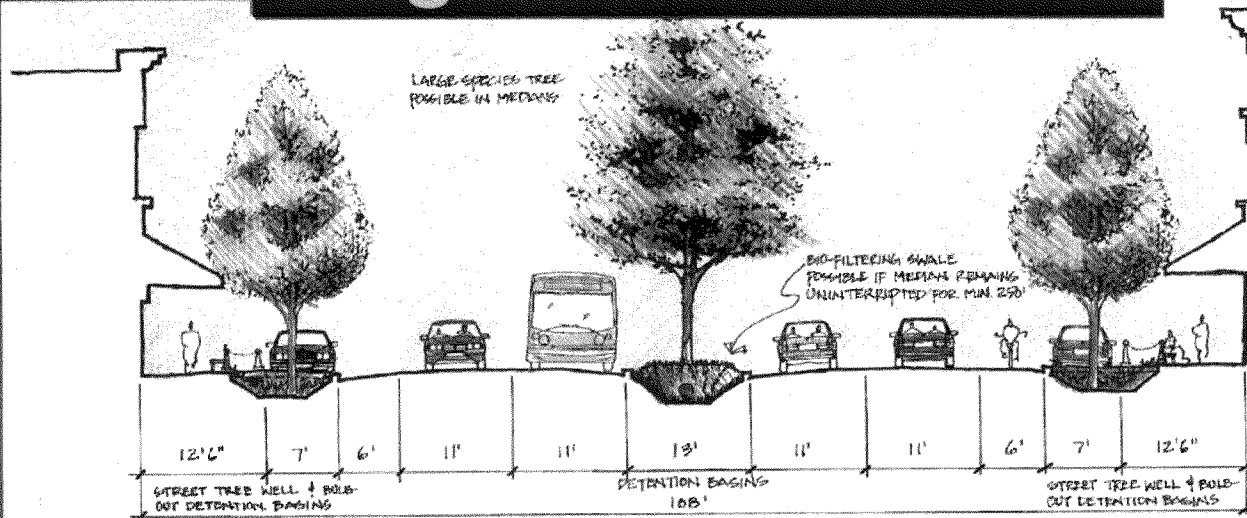 LARGE SPECIES TREE
POSSIBLE IN MEDIANS
BIO-FILTERING SWALE
POSSIBLE IF MEDIAN REMAINS
UNINTERRUPTED FOR MIN. 250'
12'6" 7' 6' 11' 11' 13' 11' 11' 6' 7' 12'6"
STREET TREE WELL & BULB-
OUT DETENTION BASINS
DETENTION BASINS
108'
STREET TREE WELL & BULB-
OUT DETENTION BASINS